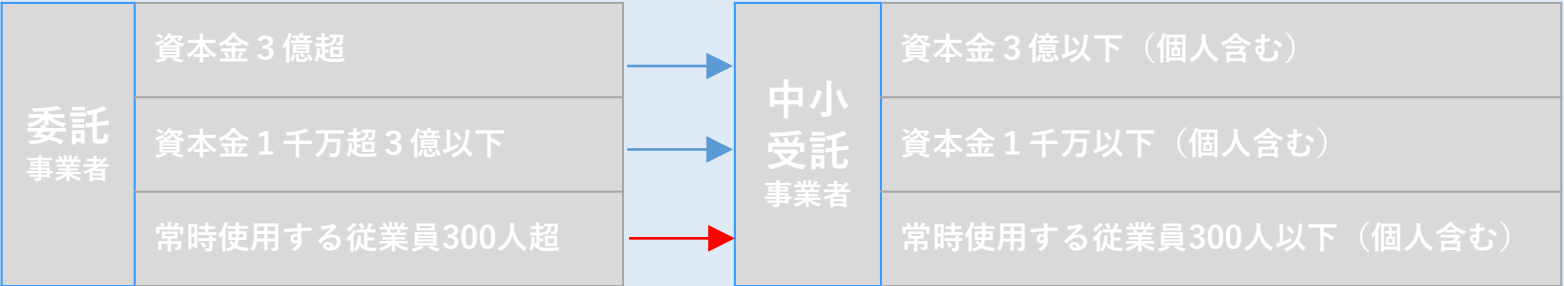 委託
事業者
資本金３億超
資本金１千万超３億以下
常時使用する従業員300人超
中小
受託
事業者
資本金３億以下（個人含む）
資本金１千万以下（個人含む）
常時使用する従業員300人以下（個人含む）